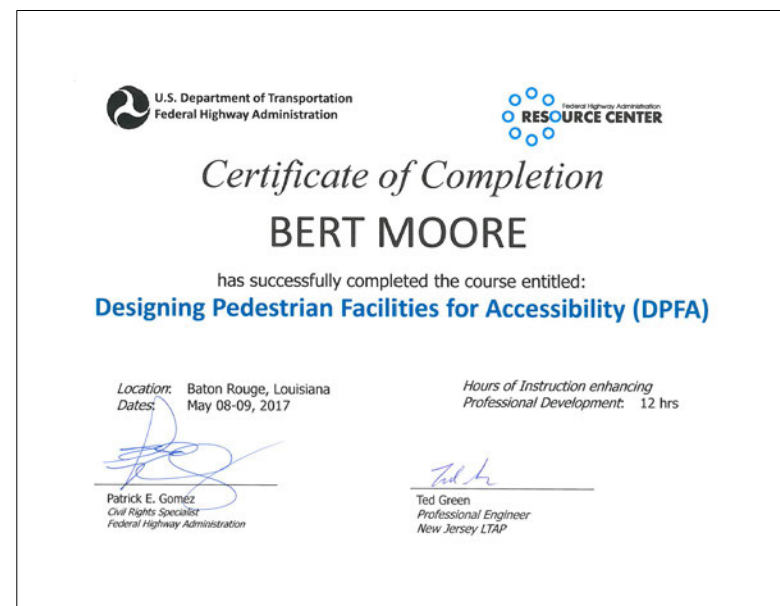 U.S. Department of Transportation
Federal Highway Administration
Federal Highway Administration
RESOURCE CENTER
Certificate of Completion
BERT MOORE
has successfully completed the course entitled:
Designing Pedestrian Facilities for Accessibility (DPFA)
Location: Baton Rouge, Louisiana
Dates: May 08-09, 2017
Hours of Instruction enhancing
Professional Development: 12 hrs
Patrick E. Gomez
Civil Rights Specialist
Federal Highway Administration
Ted Green
Professional Engineer
New Jersey LTAP